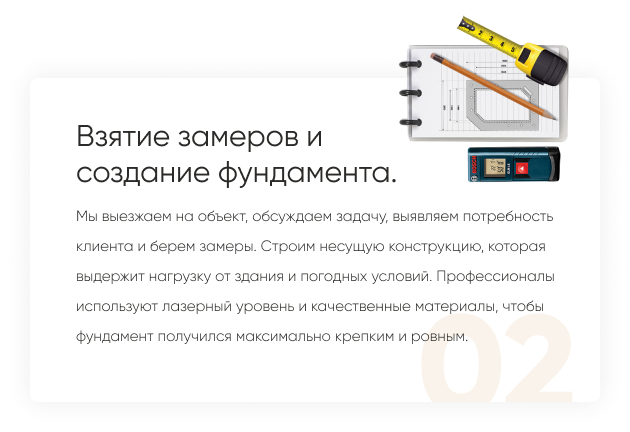 Взятие замеров и
создание фундамента.
Мы выезжаем на объект, обсуждаем задачу, выявляем потребность
клиента и берем замеры. Строим несущую конструкцию, которая
выдержит нагрузку от здания и погодных условий. Профессионалы
используют лазерный уровень и качественные материалы, чтобы
фундамент получился максимально крепким и ровным.
02
BOSCH